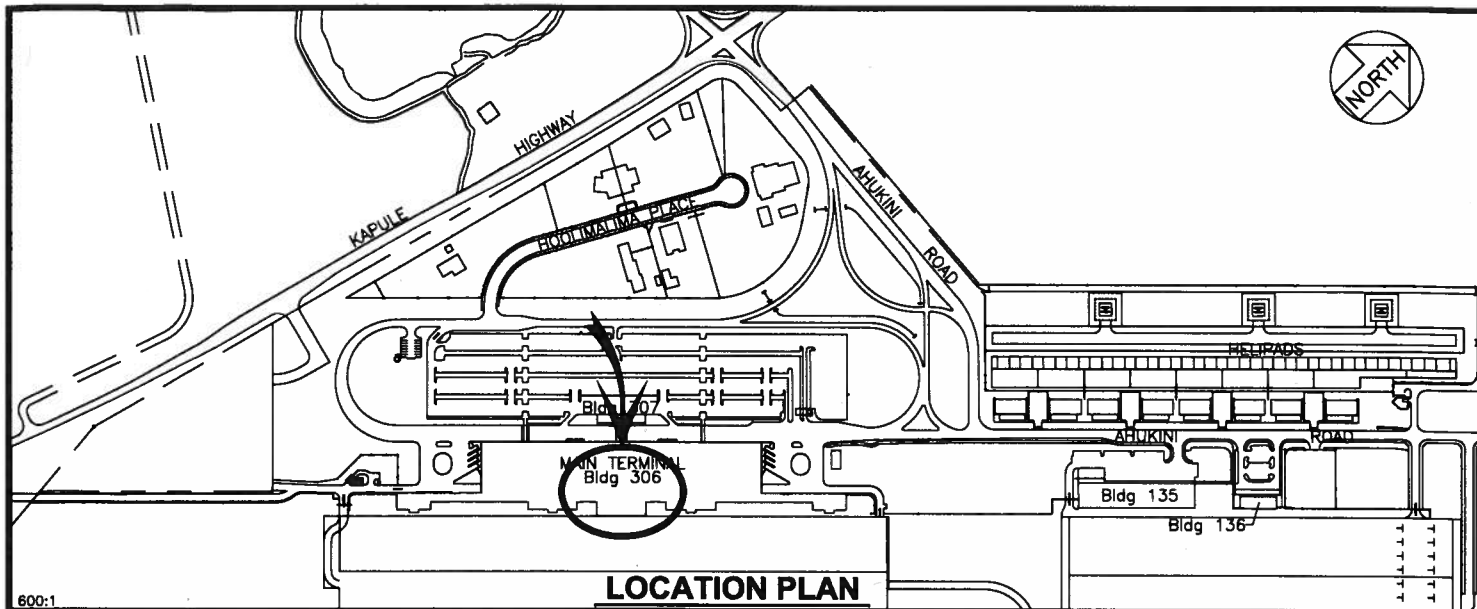 NORTH
HIGHWAY
KAPULE
HOOLIMALIMA PLACE
AHUKINI
ROAD
HELIPADS
Bldg 307
MAIN TERMINAL
Bldg 306
AHUKINI ROAD
Bldg 135
Bldg 136
LOCATION PLAN
600:1